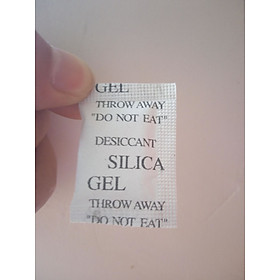 GEL
THROW AWAY
"DO NOT EAT"
DESICCANT
SILICA
GEL
THROW AWAY
"DO NOT EAT"